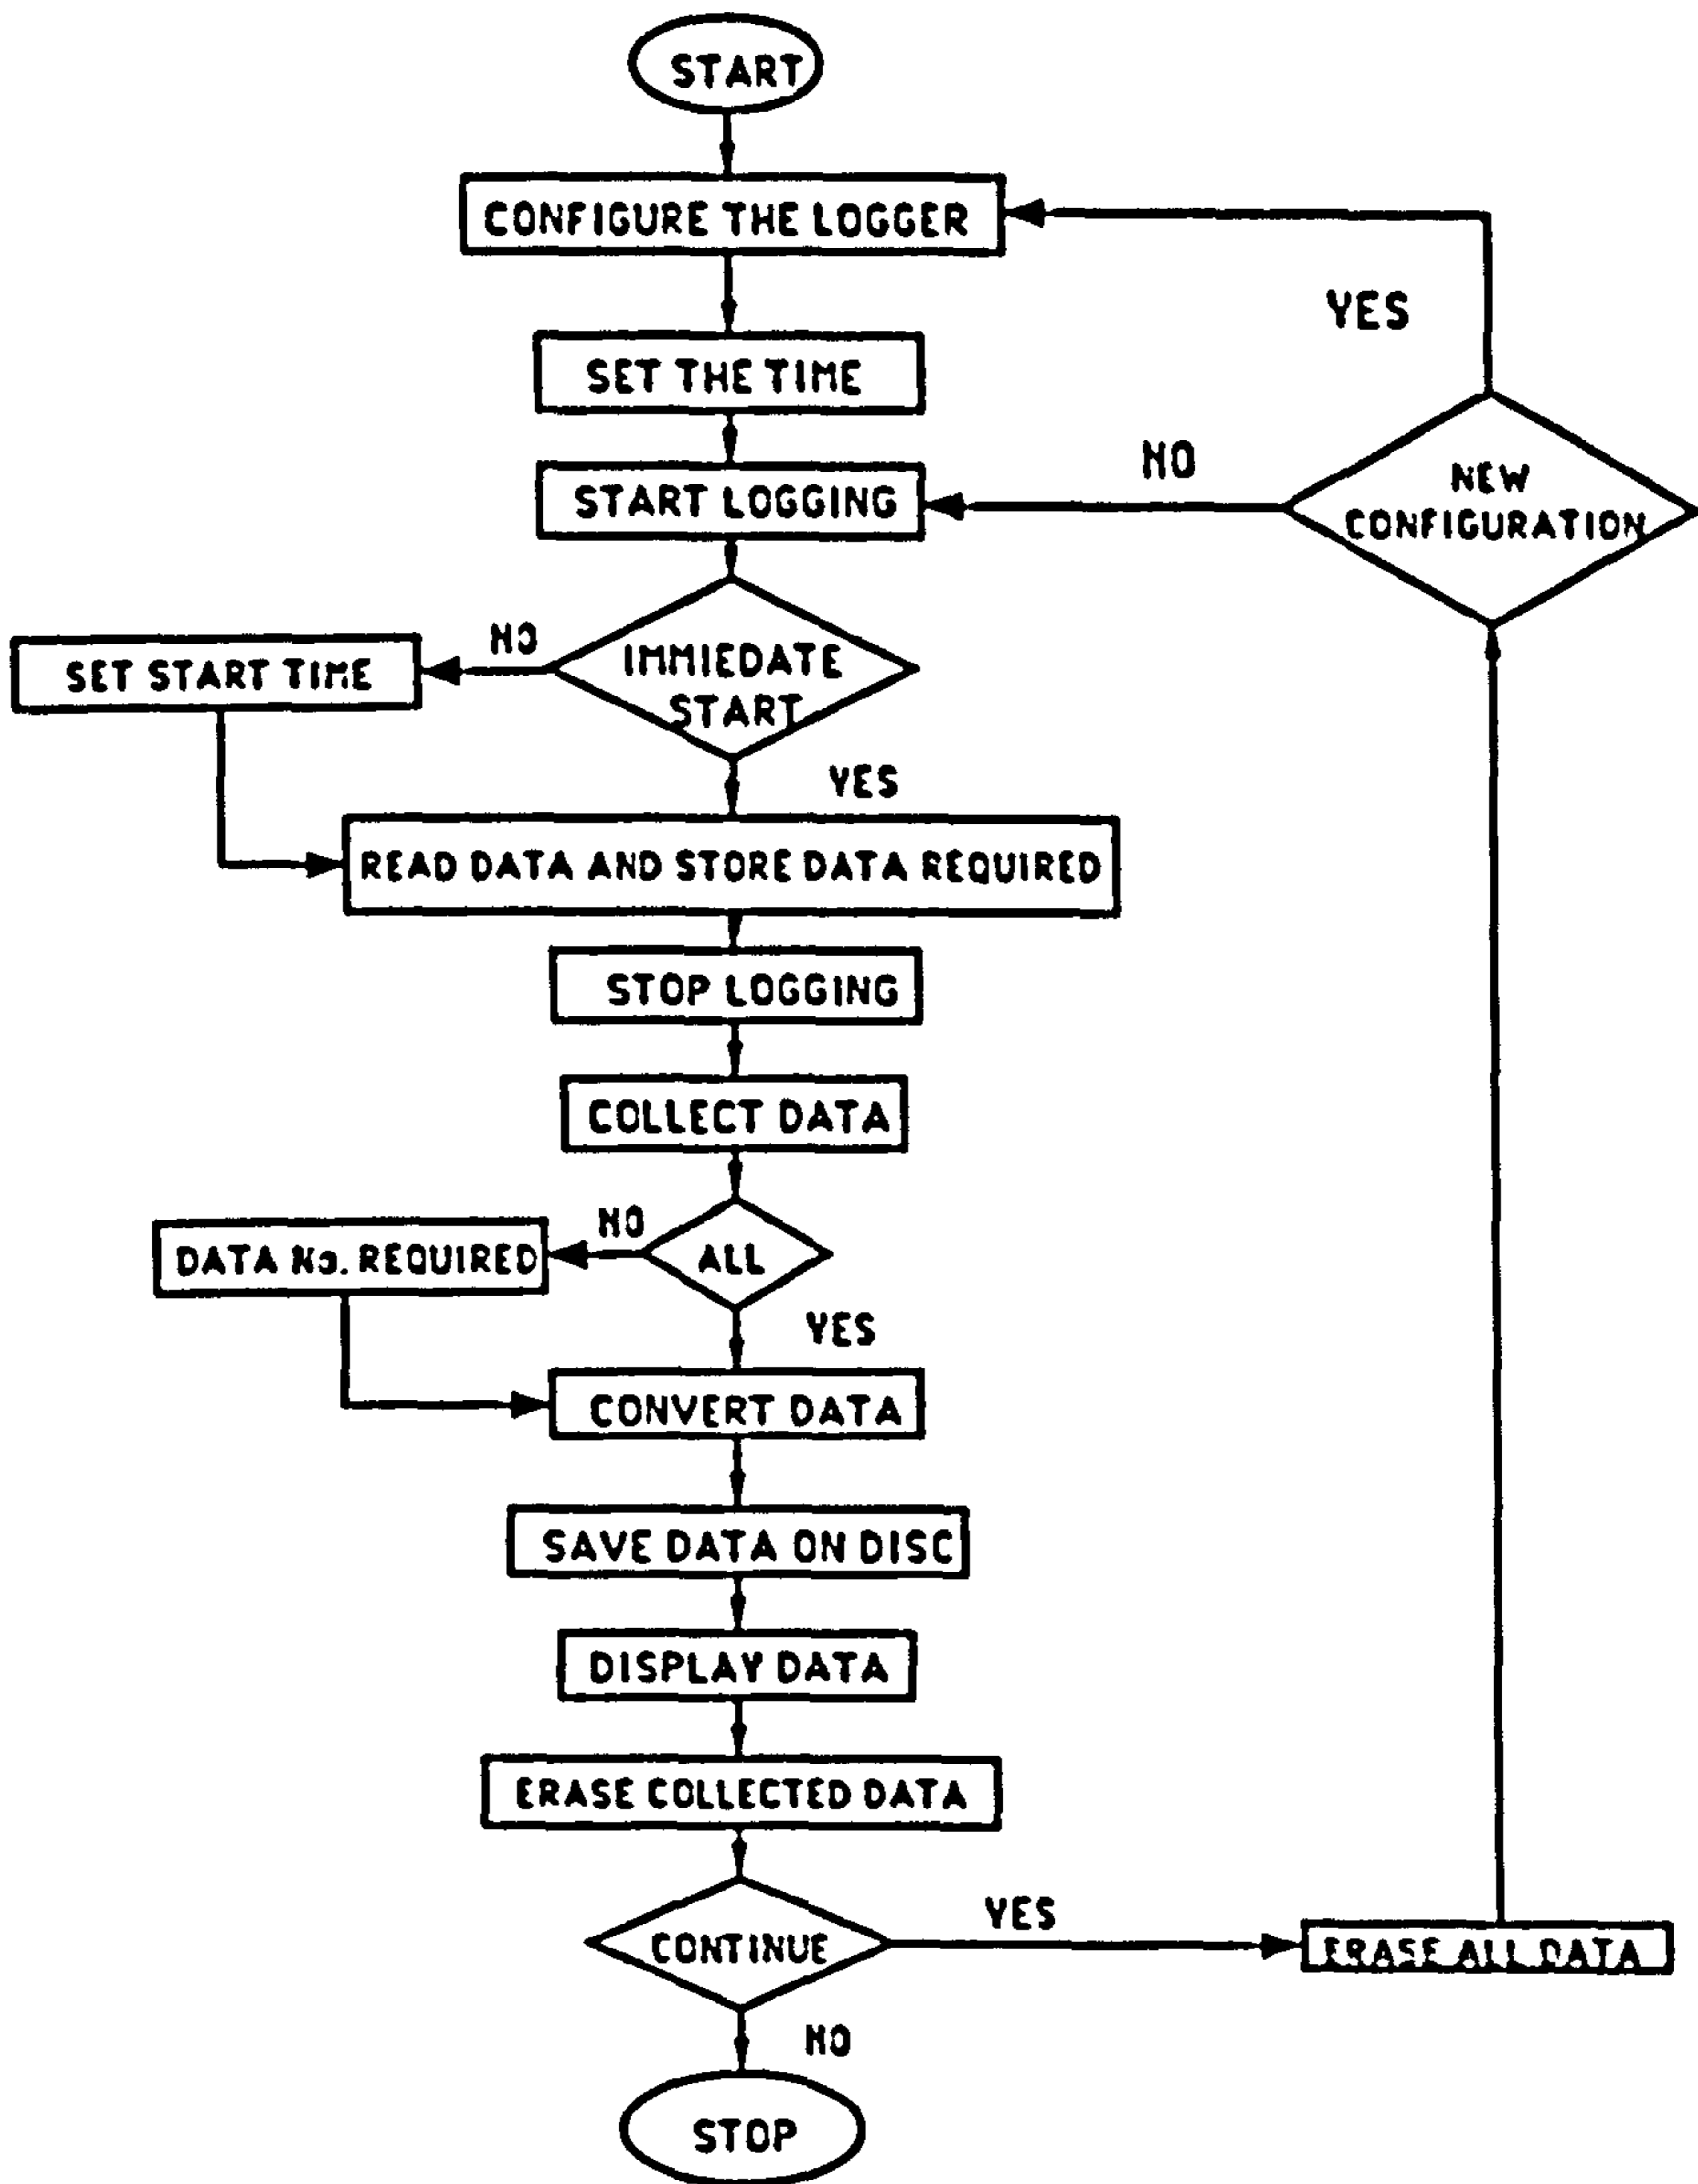 START
CONFIGURE THE LOGGER
YES
SET THE TIME
NO
START LOGGING
NEW
CONFIGURATION
NO
IMMIEDATE
START
SET START TIME
YES
READ DATA AND STORE DATA REQUIRED
STOP LOGGING
COLLECT DATA
NO
ALL
DATA No. REQUIRED
YES
CONVERT DATA
SAVE DATA ON DISC
DISPLAY DATA
ERASE COLLECTED DATA
CONTINUE
YES
ERASE ALL DATA
NO
STOP